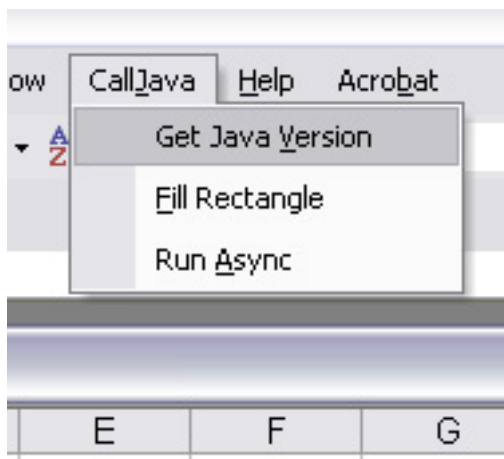 ow CallJava Help Acrobat
A
Z
Get Java Version
Fill Rectangle
Run Async
E F G